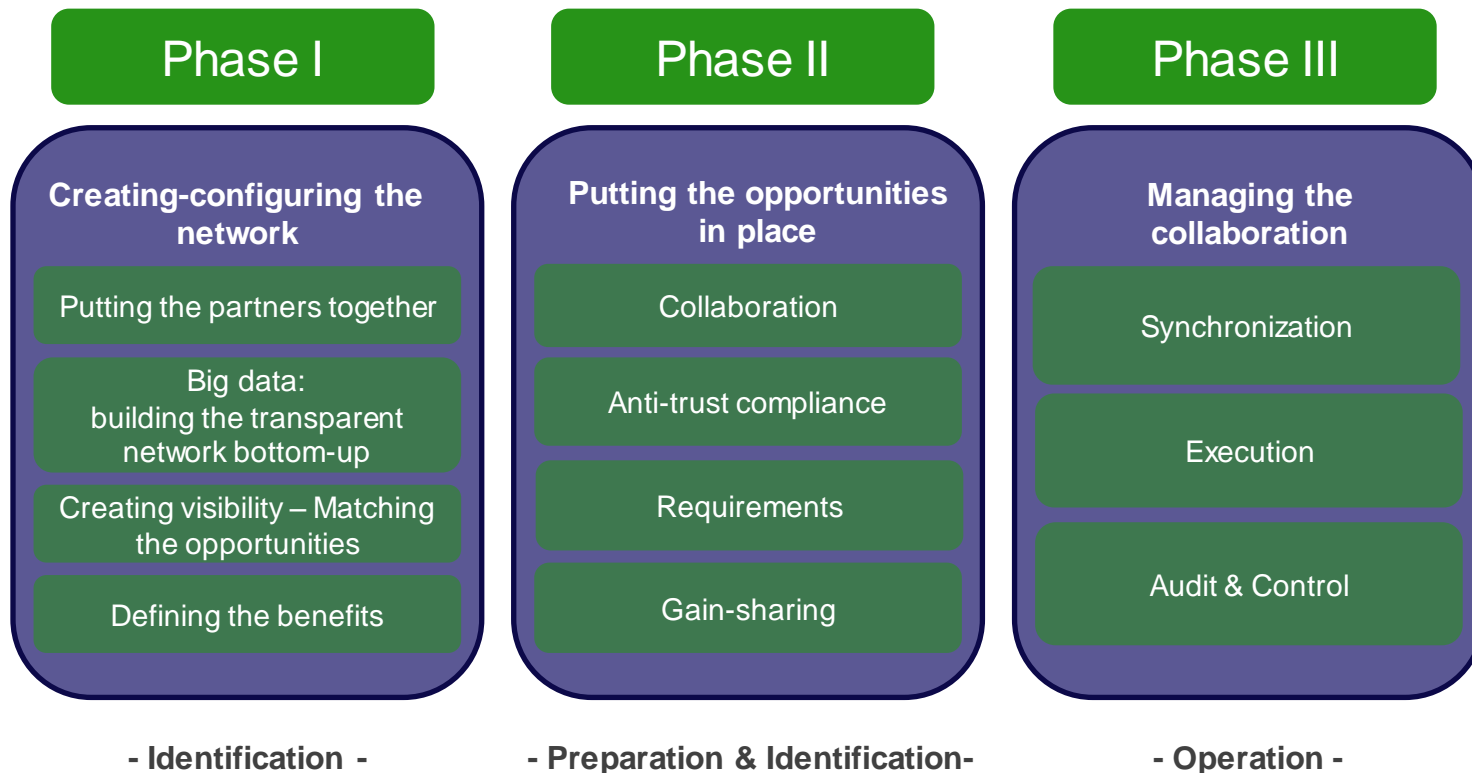 Phase I
Creating-configuring the
network
Putting the partners together
Big data:
building the transparent
network bottom-up
Creating visibility – Matching
the opportunities
Defining the benefits
- Identification -
Phase II
Putting the opportunities
in place
Collaboration
Anti-trust compliance
Requirements
Gain-sharing
- Preparation & Identification-
Phase III
Managing the
collaboration
Synchronization
Execution
Audit & Control
- Operation -